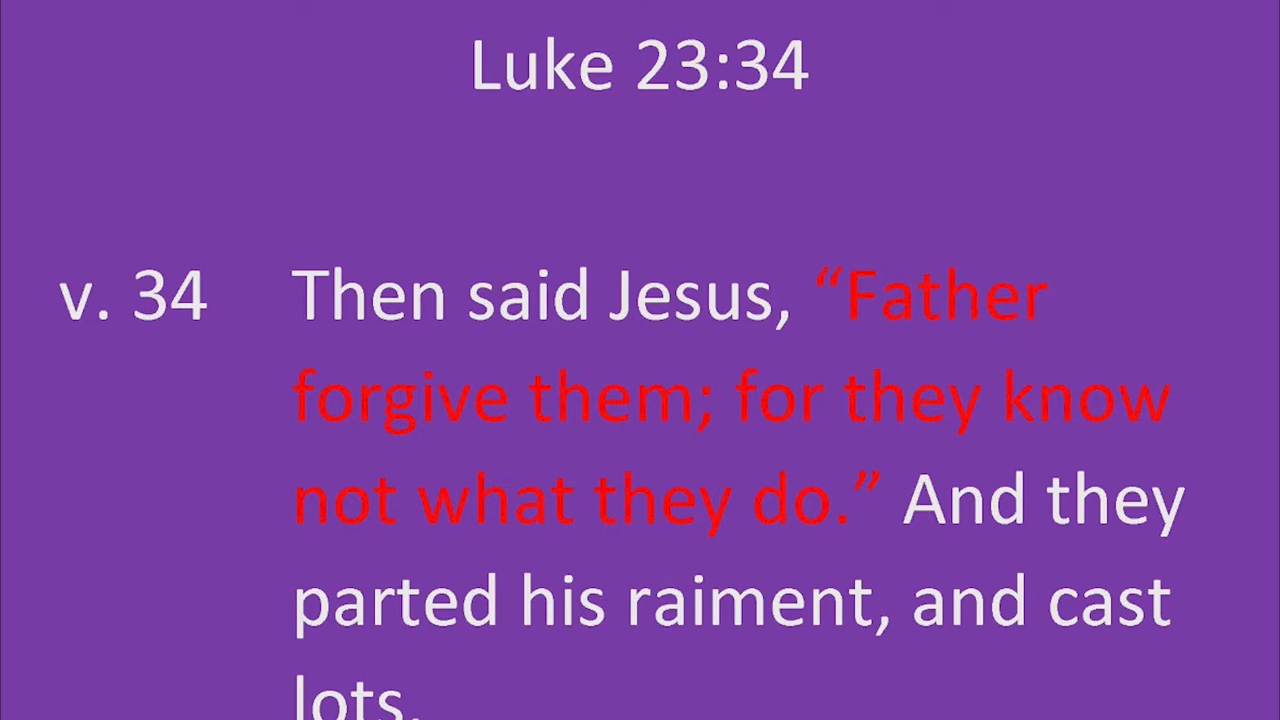 Luke 23:34
v. 34 Then said Jesus, “Father
forgive them; for they know
not what they do.” And they
parted his raiment, and cast
lots.